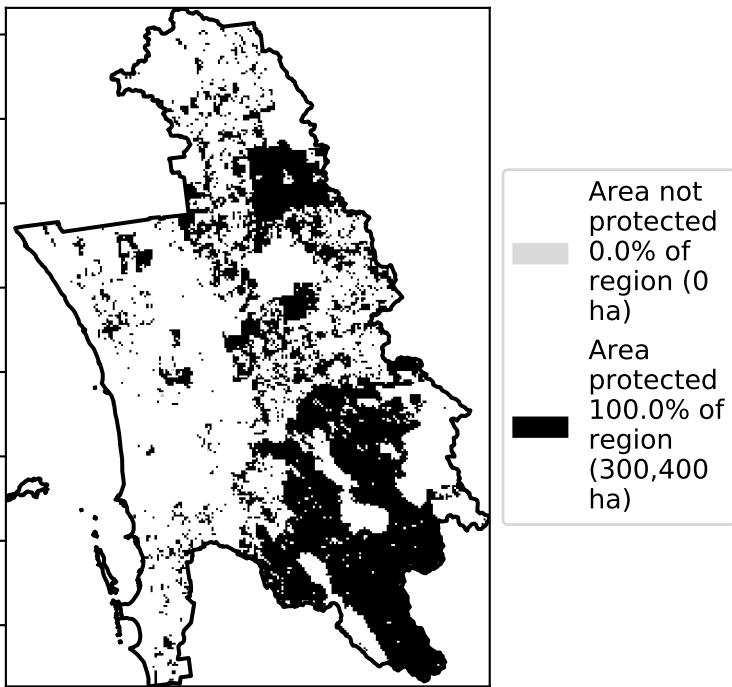 Area not
protected
0.0% of
region (0
ha)
Area
protected
100.0% of
region
(300,400
ha)